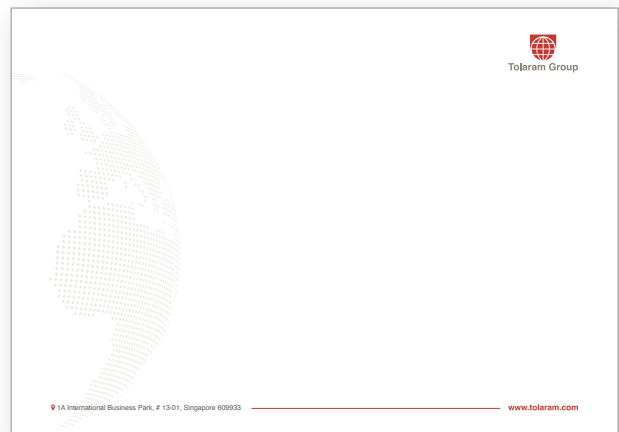 Tolaram Group
1A International Business Park, # 13-01, Singapore 609933
www.tolaram.com